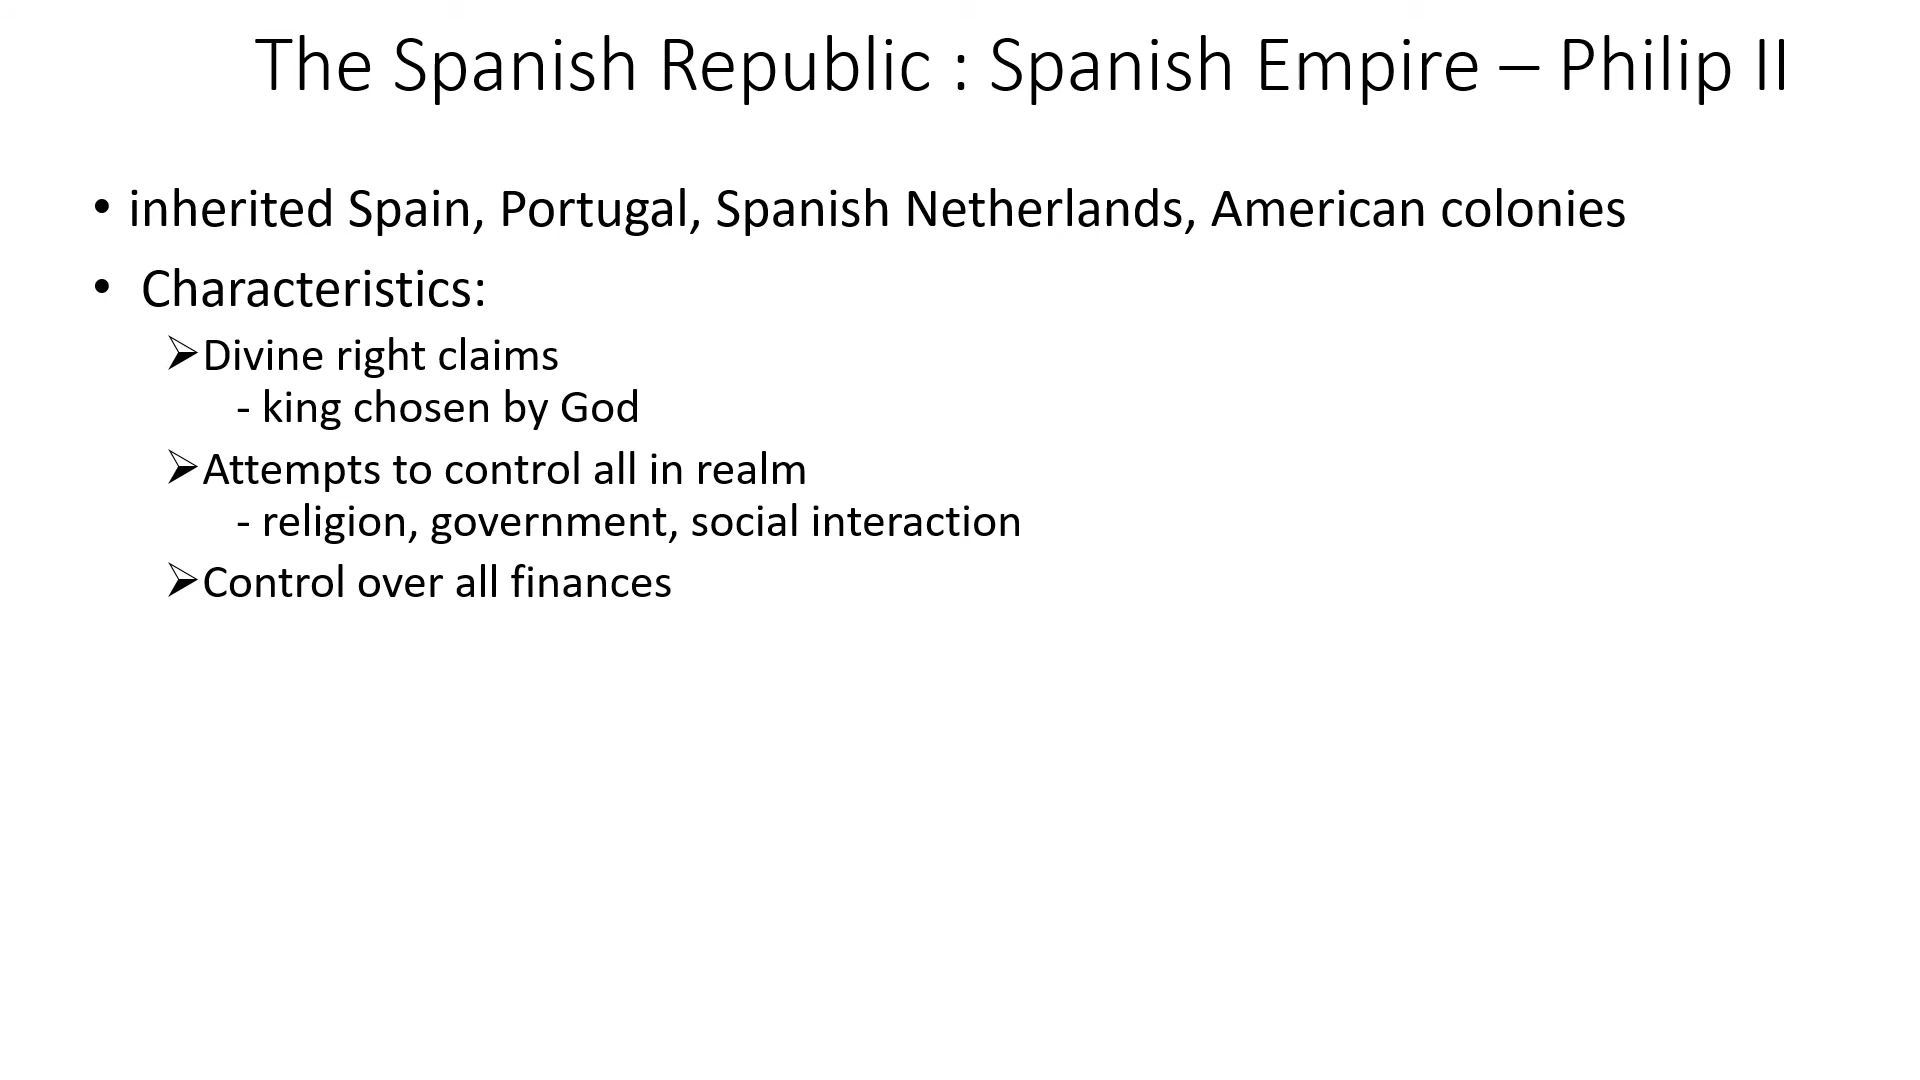 The Spanish Republic : Spanish Empire – Philip II
• inherited Spain, Portugal, Spanish Netherlands, American colonies
• Characteristics:
➢Divine right claims
- king chosen by God
➢Attempts to control all in realm
- religion, government, social interaction
➢Control over all finances